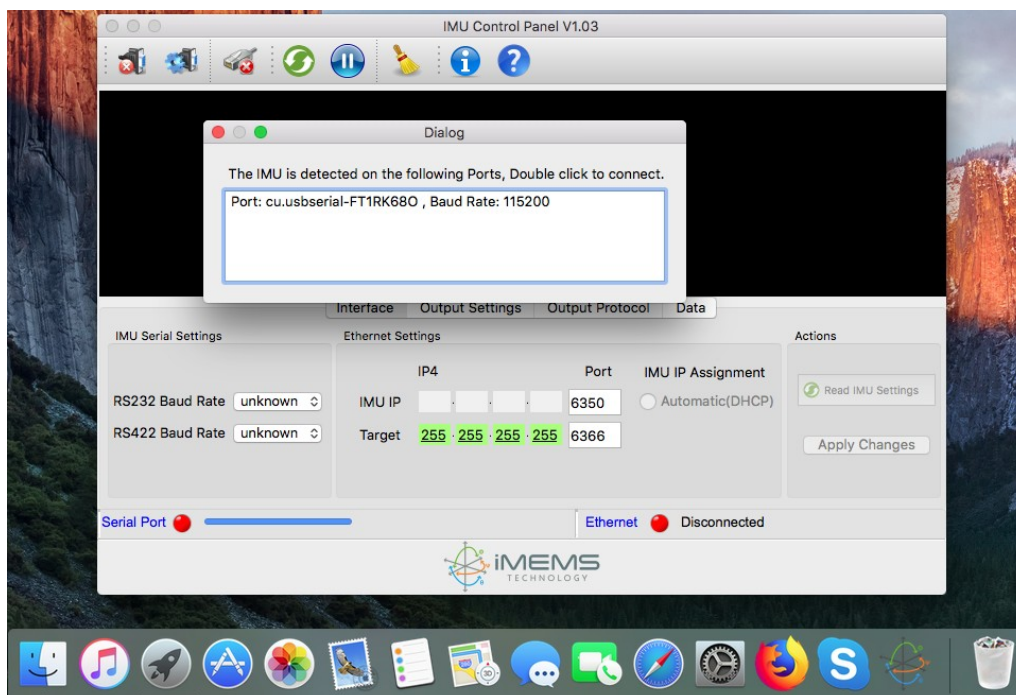 IMU Control Panel V1.03
Dialog
The IMU is detected on the following Ports, Double click to connect.
Port: cu.usbserial-FT1RK68O , Baud Rate: 115200
Interface Output Settings Output Protocol Data
IMU Serial Settings
Ethernet Settings
Actions
IP4 Port IMU IP Assignment
RS232 Baud Rate unknown
IMU IP . . . 6350 Automatic(DHCP)
Read IMU Settings
RS422 Baud Rate unknown
Target 255 . 255 . 255 . 255 6366
Apply Changes
Serial Port
Ethernet Disconnected
iMEMS
TECHNOLOGY